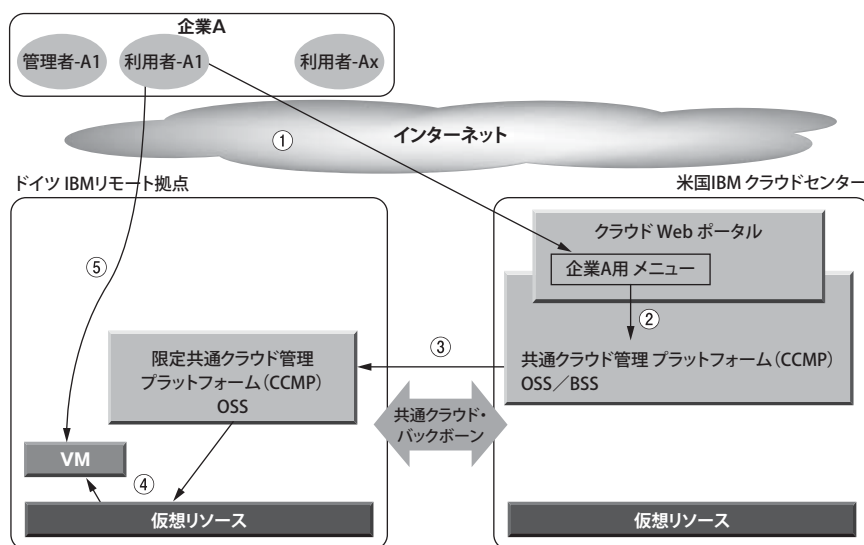 企業A
管理者-A1
利用者-A1
利用者-Ax
インターネット
①
ドイツ IBMリモート拠点
米国IBM クラウドセンター
クラウド Web ポータル
企業A用 メニュー
②
⑤
③
限定共通クラウド管理
プラットフォーム(CCMP)
OSS
共通クラウド管理 プラットフォーム(CCMP)
OSS/BSS
共通クラウド・
バックボーン
VM
④
仮想リソース
仮想リソース